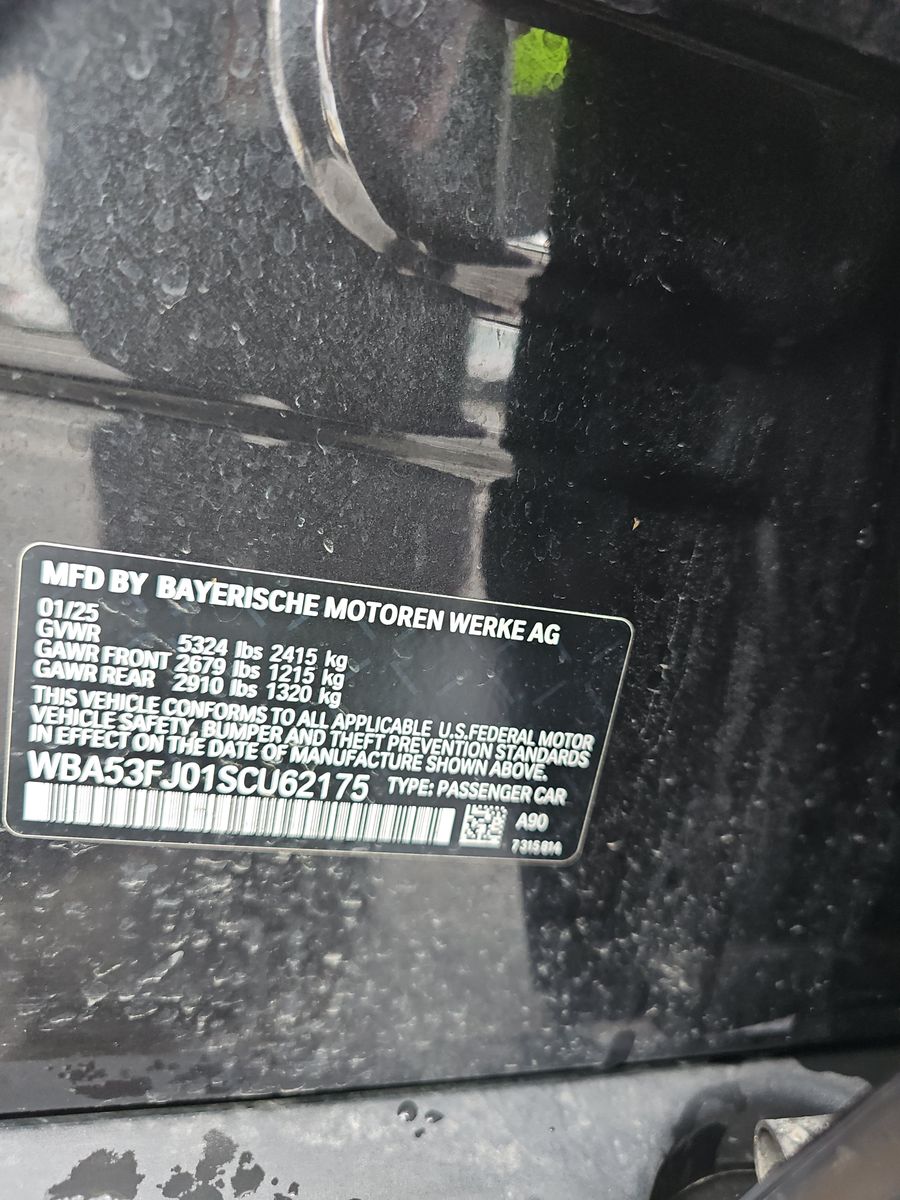 MFD BY BAYERISCHE MOTOREN WERKE AG
01/25
GVWR 5324 lbs 2415 kg
GAWR FRONT 2679 lbs 1215 kg
GAWR REAR 2910 lbs 1320 kg
THIS VEHICLE CONFORMS TO ALL APPLICABLE U.S.FEDERAL MOTOR
VEHICLE SAFETY, BUMPER AND THEFT PREVENTION STANDARDS
IN EFFECT ON THE DATE OF MANUFACTURE SHOWN ABOVE.
WBA53FJ01SCU62175 TYPE: PASSENGER CAR
A90
7315814